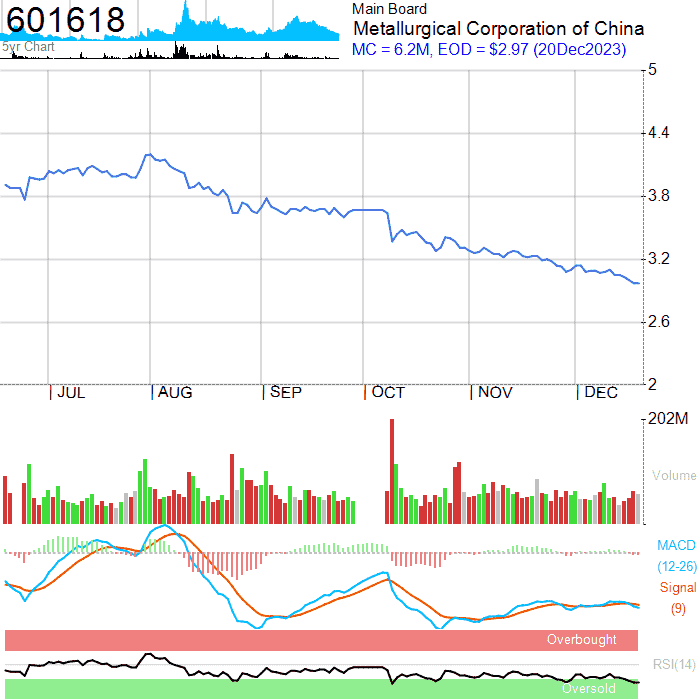 601618
5yr Chart
Main Board
Metallurgical Corporation of China
MC = 6.2M, EOD = $2.97 (20Dec2023)
5
4.4
3.8
3.2
2.6
2
JUL AUG SEP OCT NOV DEC
202M
Volume
MACD
(12-26)
Signal
(9)
Overbought
RSI(14)
Oversold